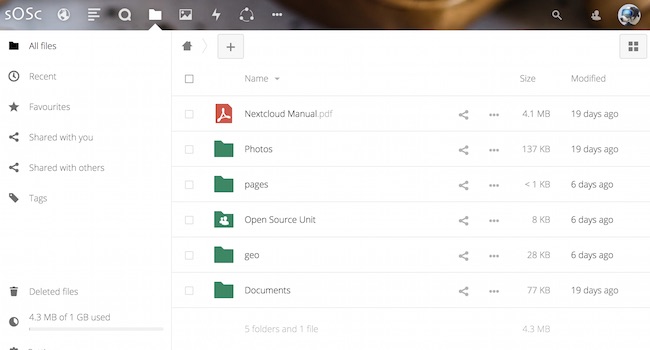 sOSc
All files
Recent
Favourites
Shared with you
Shared with others
Tags
Deleted files
4.3 MB of 1 GB used
Name Size Modified
Nextcloud Manual.pdf 4.1 MB 19 days ago
Photos 137 KB 19 days ago
pages < 1 KB 6 days ago
Open Source Unit 8 KB 6 days ago
geo 28 KB 6 days ago
Documents 77 KB 19 days ago
5 folders and 1 file 4.3 MB